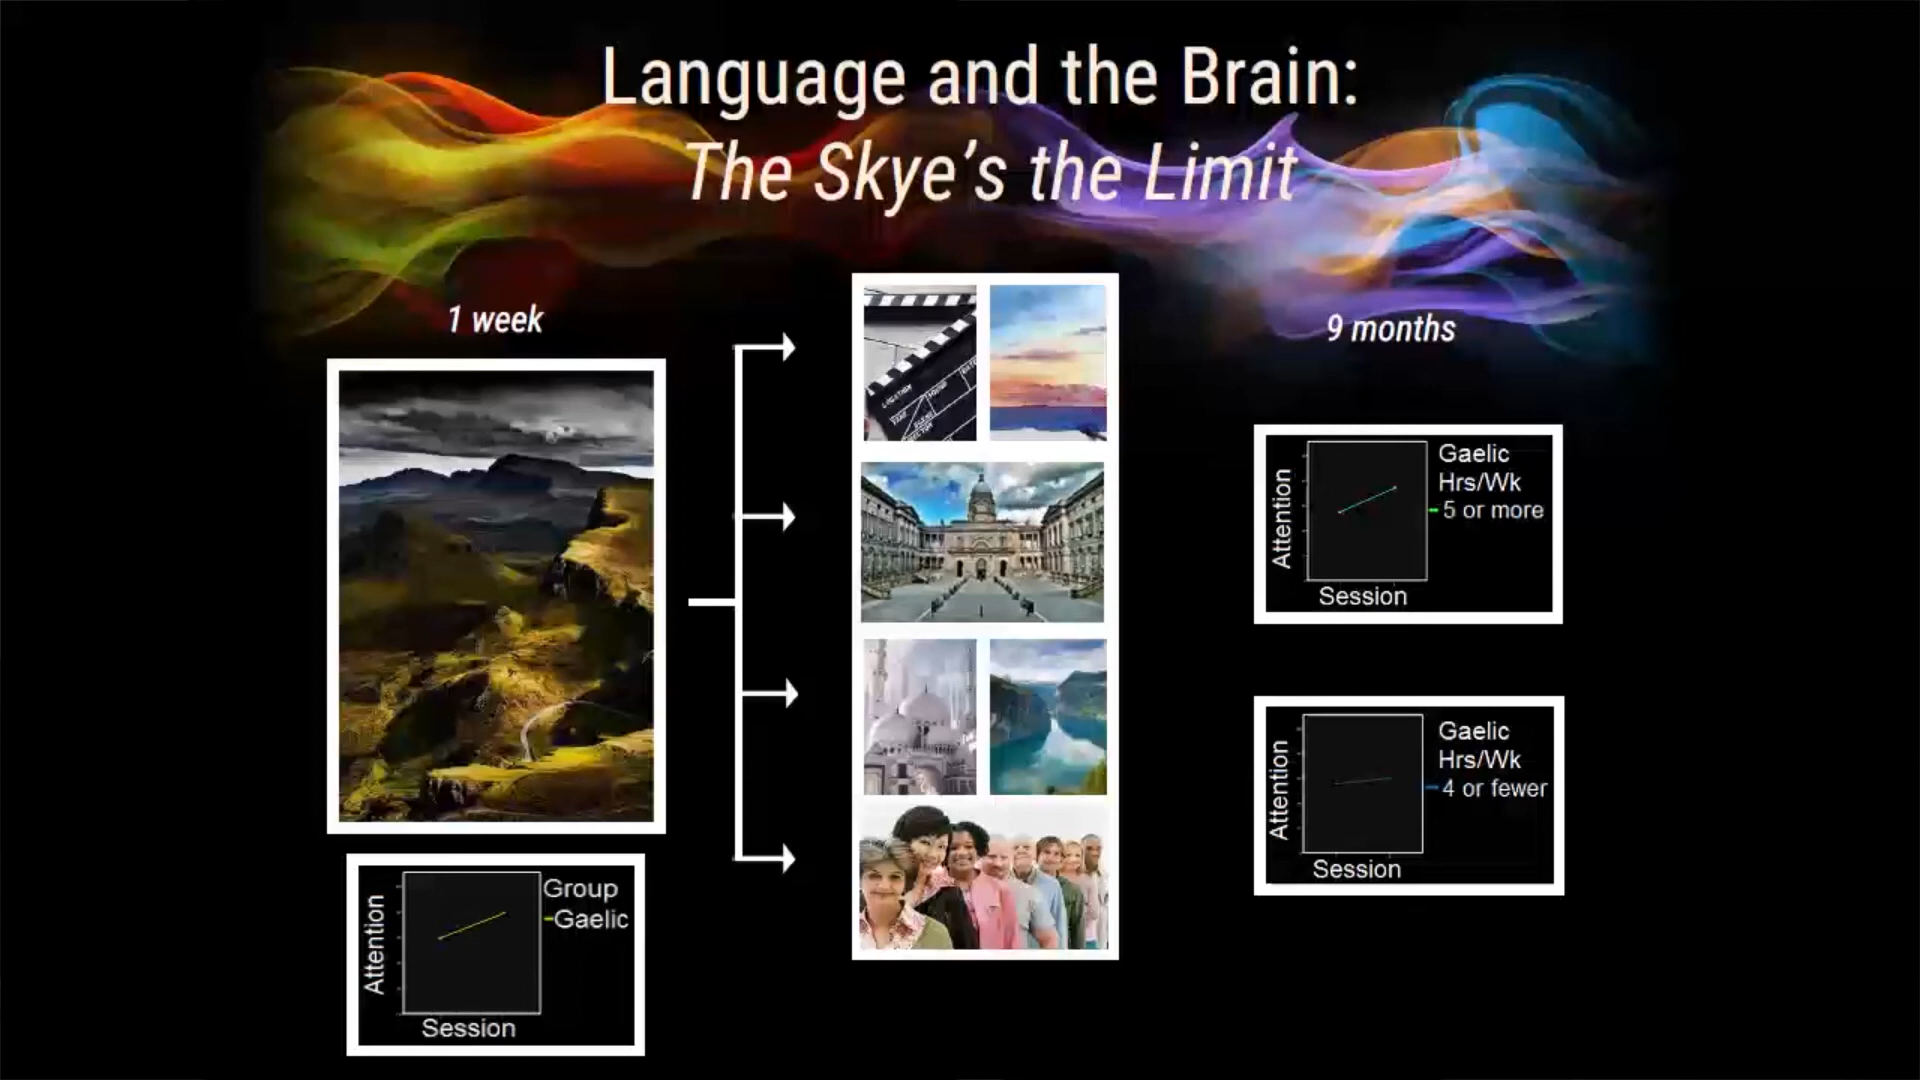 Language and the Brain:
The Skye's the Limit
1 week
9 months
Attention
Session
Group
Gaelic
Attention
Session
Gaelic
Hrs/Wk
5 or more
Attention
Session
Gaelic
Hrs/Wk
4 or fewer